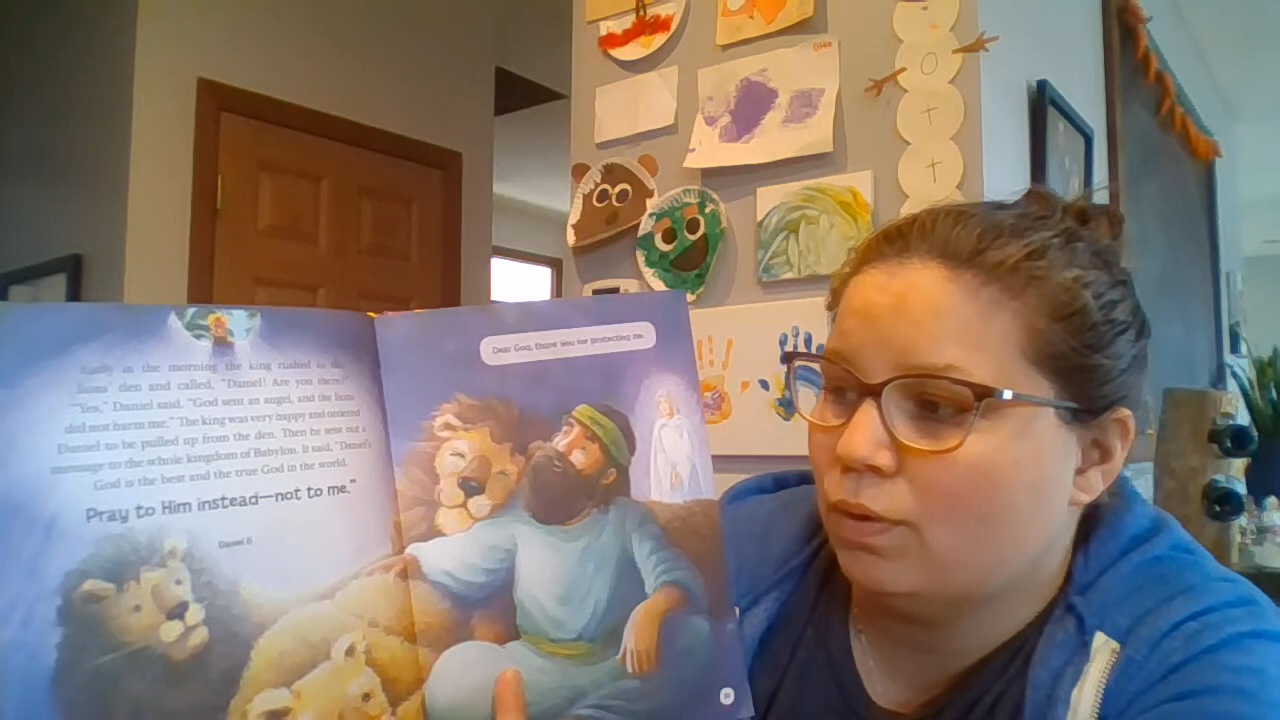 Early in the morning the king rushed to the
lions' den and called, "Daniel! Are you there?"
"Yes," Daniel said, "God sent an angel, and the lions
did not harm me." The king was very happy and ordered
Daniel to be pulled up from the den. Then he sent out a
message to the whole kingdom of Babylon. It said, "Daniel's
God is the best and the true God in the world.
Pray to Him instead—not to me."
Daniel 6
Dear God, thank You for protecting me.
O
t
t